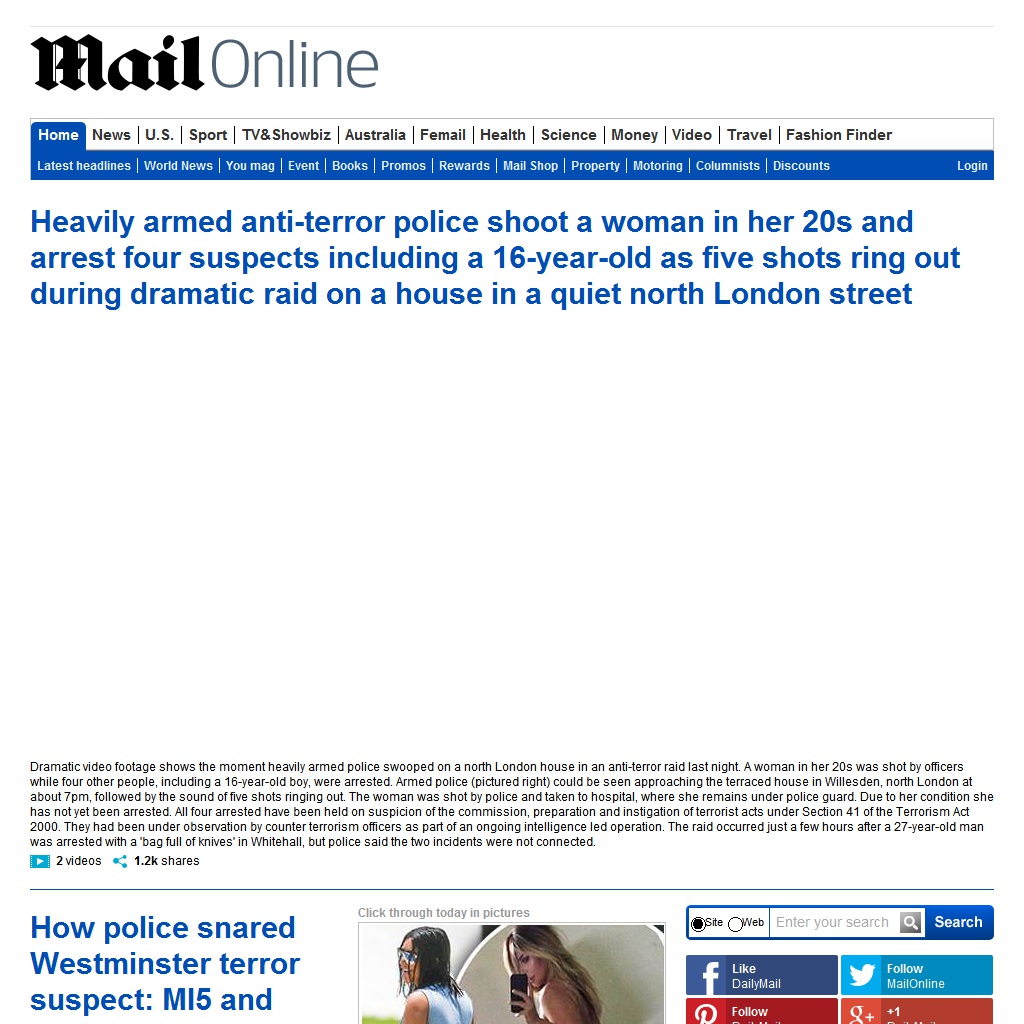 Mail Online
Home News U.S. Sport TV&Showbiz Australia Femail Health Science Money Video Travel Fashion Finder
Latest headlines World News You mag Event Books Promos Rewards Mail Shop Property Motoring Columnists Discounts Login
Heavily armed anti-terror police shoot a woman in her 20s and
arrest four suspects including a 16-year-old as five shots ring out
during dramatic raid on a house in a quiet north London street
Dramatic video footage shows the moment heavily armed police swooped on a north London house in an anti-terror raid last night. A woman in her 20s was shot by officers
while four other people, including a 16-year-old boy, were arrested. Armed police (pictured right) could be seen approaching the terraced house in Willesden, north London at
about 7pm, followed by the sound of five shots ringing out. The woman was shot by police and taken to hospital, where she remains under police guard. Due to her condition she
has not yet been arrested. All four arrested have been held on suspicion of the commission, preparation and instigation of terrorist acts under Section 41 of the Terrorism Act
2000. They had been under observation by counter terrorism officers as part of an ongoing intelligence led operation. The raid occurred just a few hours after a 27-year-old man
was arrested with a 'bag full of knives' in Whitehall, but police said the two incidents were not connected.
2 videos 1.2k shares
How police snared
Westminster terror
suspect: MI5 and
Click through today in pictures
Site Web Enter your search Search
Like
DailyMail
Follow
MailOnline
Follow
DailyMail
+1
DailyMail